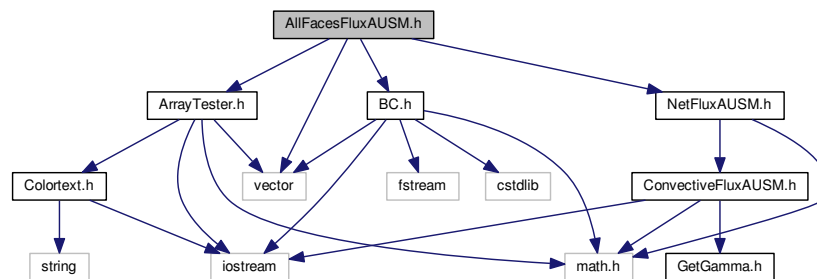 AllFacesFluxAUSM.h
ArrayTester.h
BC.h
NetFluxAUSM.h
Colortext.h
vector
fstream
cstdlib
ConvectiveFluxAUSM.h
string
iostream
math.h
GetGamma.h